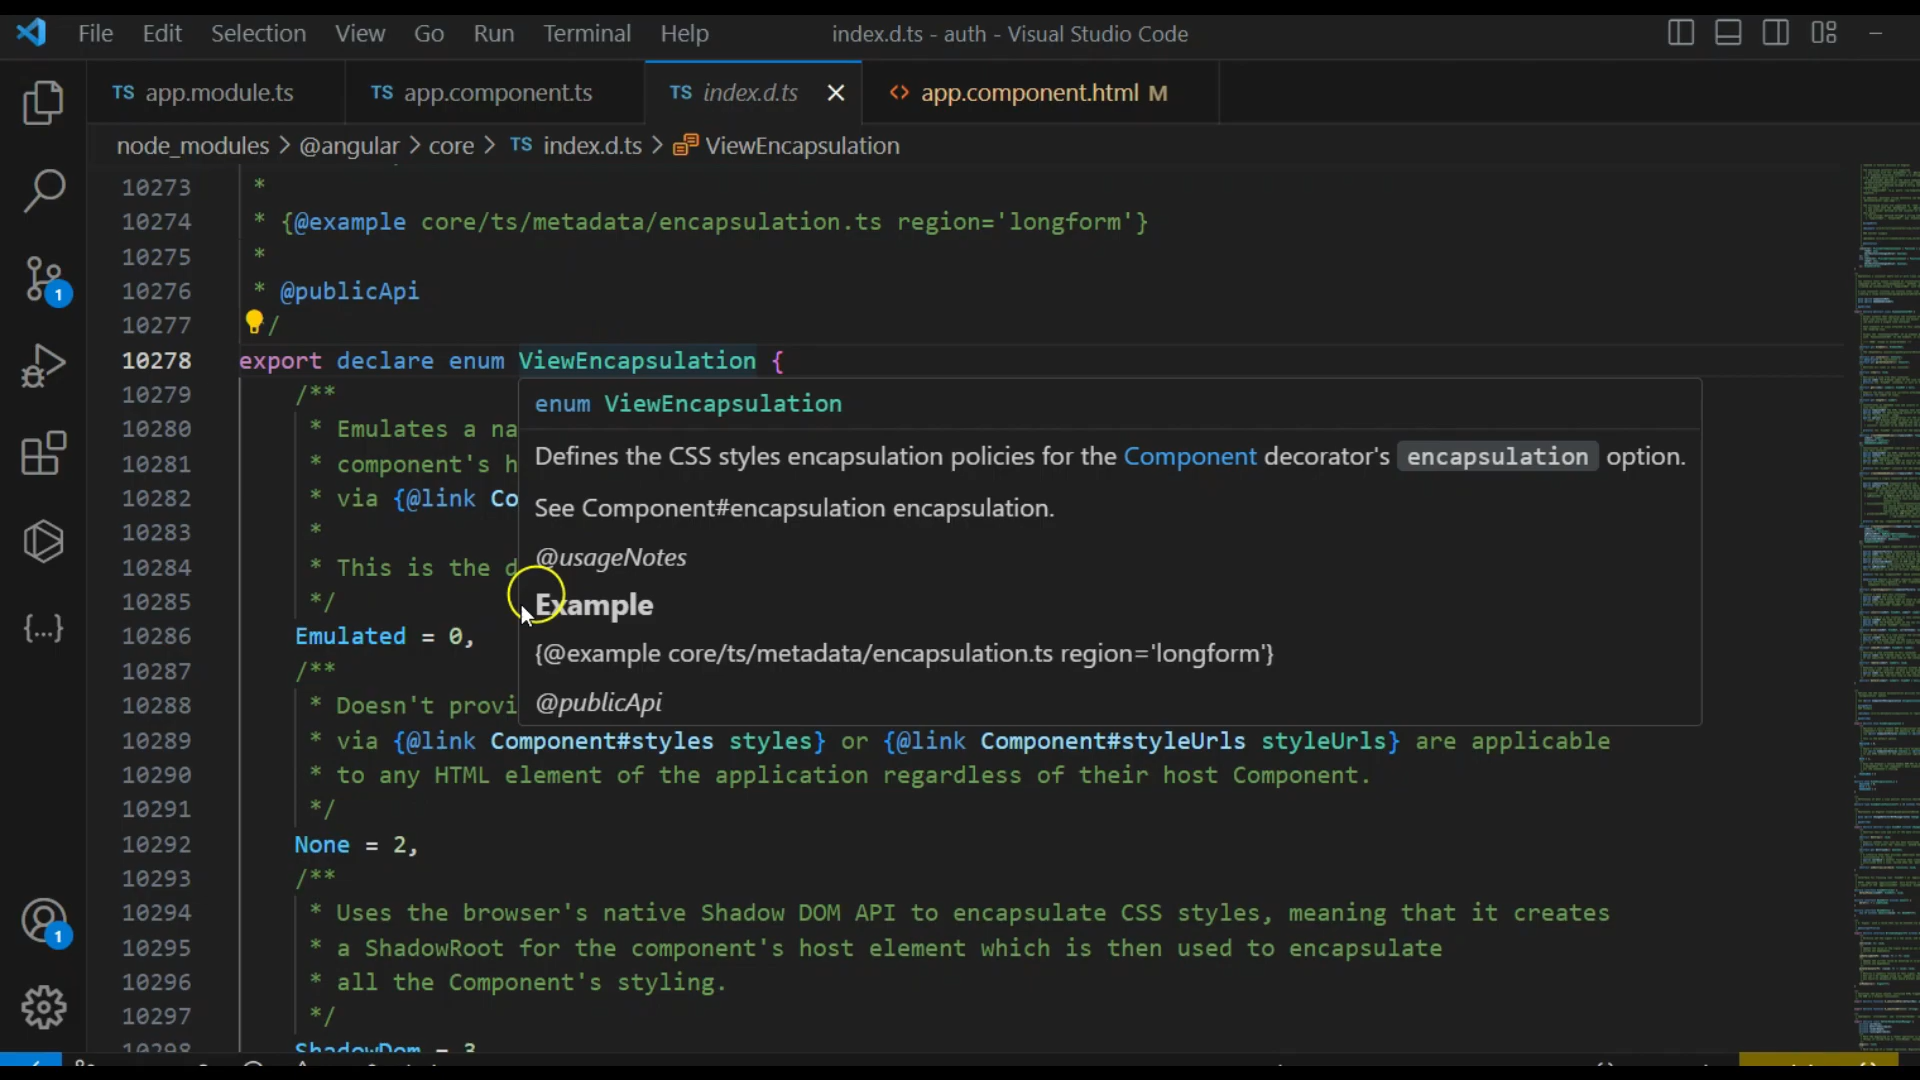 File Edit Selection View Go Run Terminal Help index.d.ts - auth - Visual Studio Code
TS app.module.ts TS app.component.ts TS index.d.ts <> app.component.html M
node_modules > @angular > core > TS index.d.ts > ViewEncapsulation
10273 *
10274 * {@example core/ts/metadata/encapsulation.ts region='longform'}
10275 *
10276 * @publicApi
10277 /
10278 export declare enum ViewEncapsulation {
10279 /**
enum ViewEncapsulation
10280 * Emulates a na
Defines the CSS styles encapsulation policies for the Component decorator's encapsulation option.
10281 * component's h
10282 * via {@link Co
See Component#encapsulation encapsulation.
10283 *
@usageNotes
10284 * This is the d
10285 */
Example
10286 Emulated = 0,
{@example core/ts/metadata/encapsulation.ts region='longform'}
10287 /**
10288 * Doesn't provi
@publicApi
10289 * via {@link Component#styles styles} or {@link Component#styleUrls styleUrls} are applicable
10290 * to any HTML element of the application regardless of their host Component.
10291 */
10292 None = 2,
10293 /**
10294 * Uses the browser's native Shadow DOM API to encapsulate CSS styles, meaning that it creates
10295 * a ShadowRoot for the component's host element which is then used to encapsulate
10296 * all the Component's styling.
10297 */
10298 ShadowDom = 3
1
1